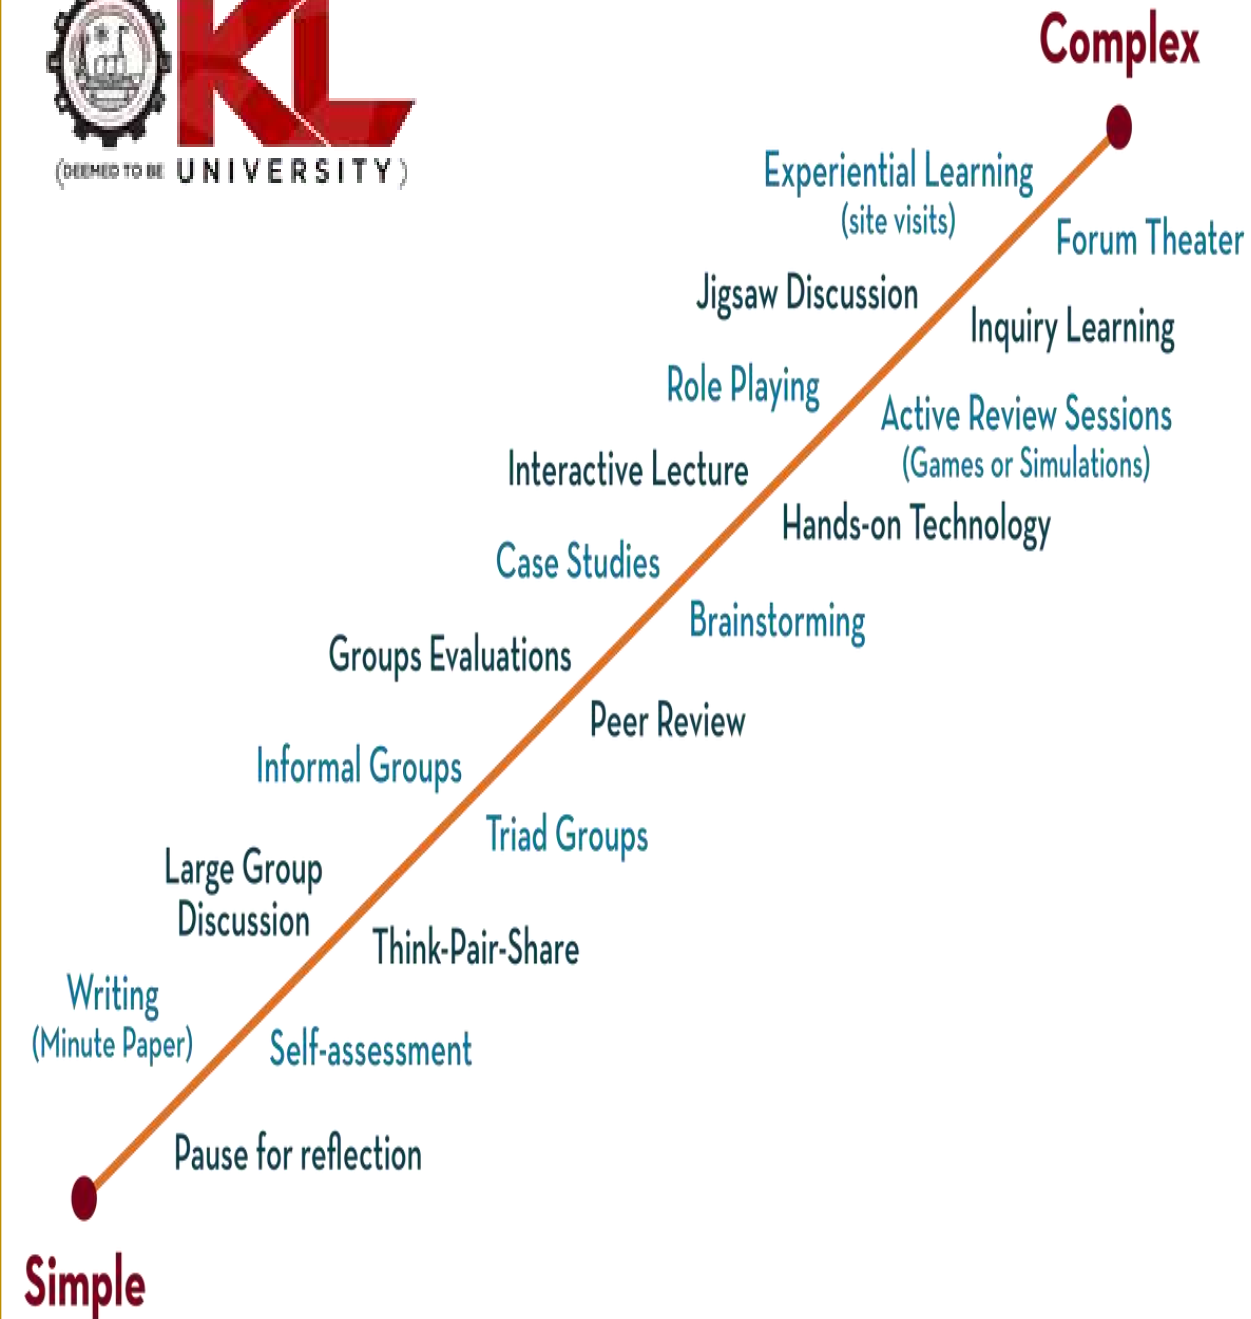 KL
(DEEMED TO BE UNIVERSITY)
Complex
Experiential Learning
(site visits)
Forum Theater
Jigsaw Discussion
Inquiry Learning
Role Playing
Active Review Sessions
(Games or Simulations)
Interactive Lecture
Hands-on Technology
Case Studies
Brainstorming
Groups Evaluations
Peer Review
Informal Groups
Triad Groups
Large Group
Discussion
Think-Pair-Share
Writing
(Minute Paper)
Self-assessment
Pause for reflection
Simple